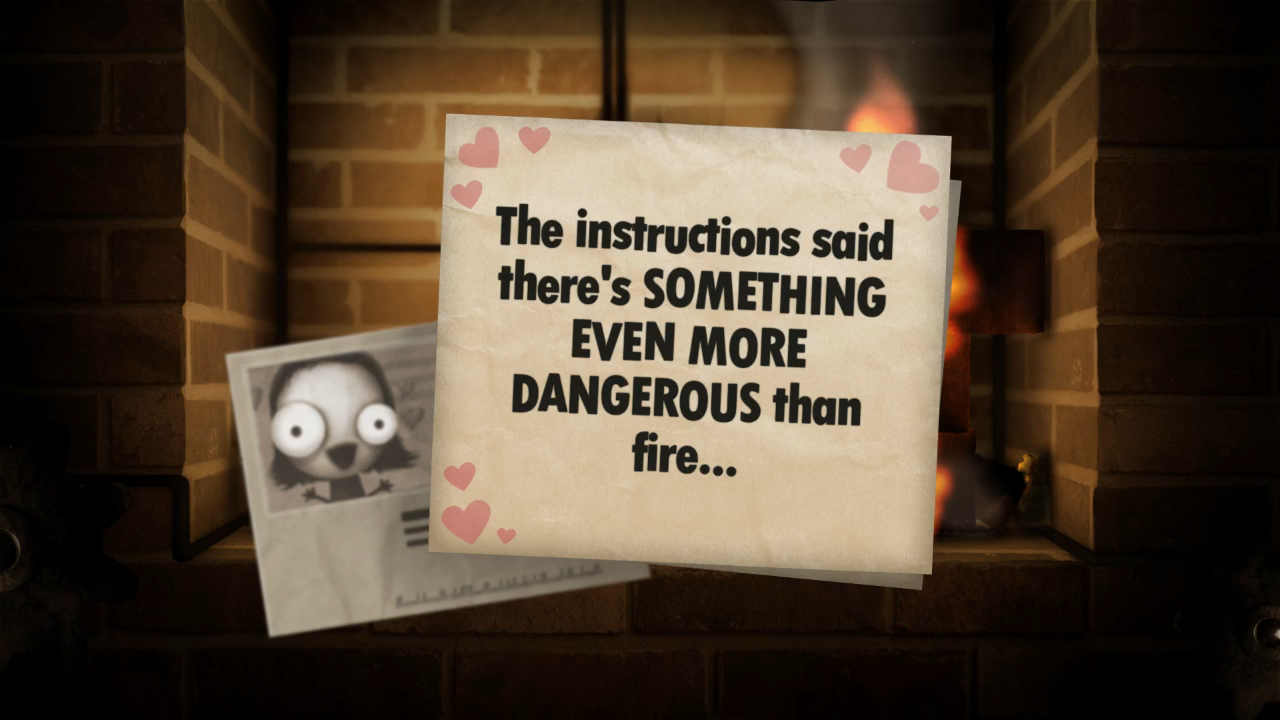 The instructions said
there's SOMETHING
EVEN MORE
DANGEROUS than
fire...